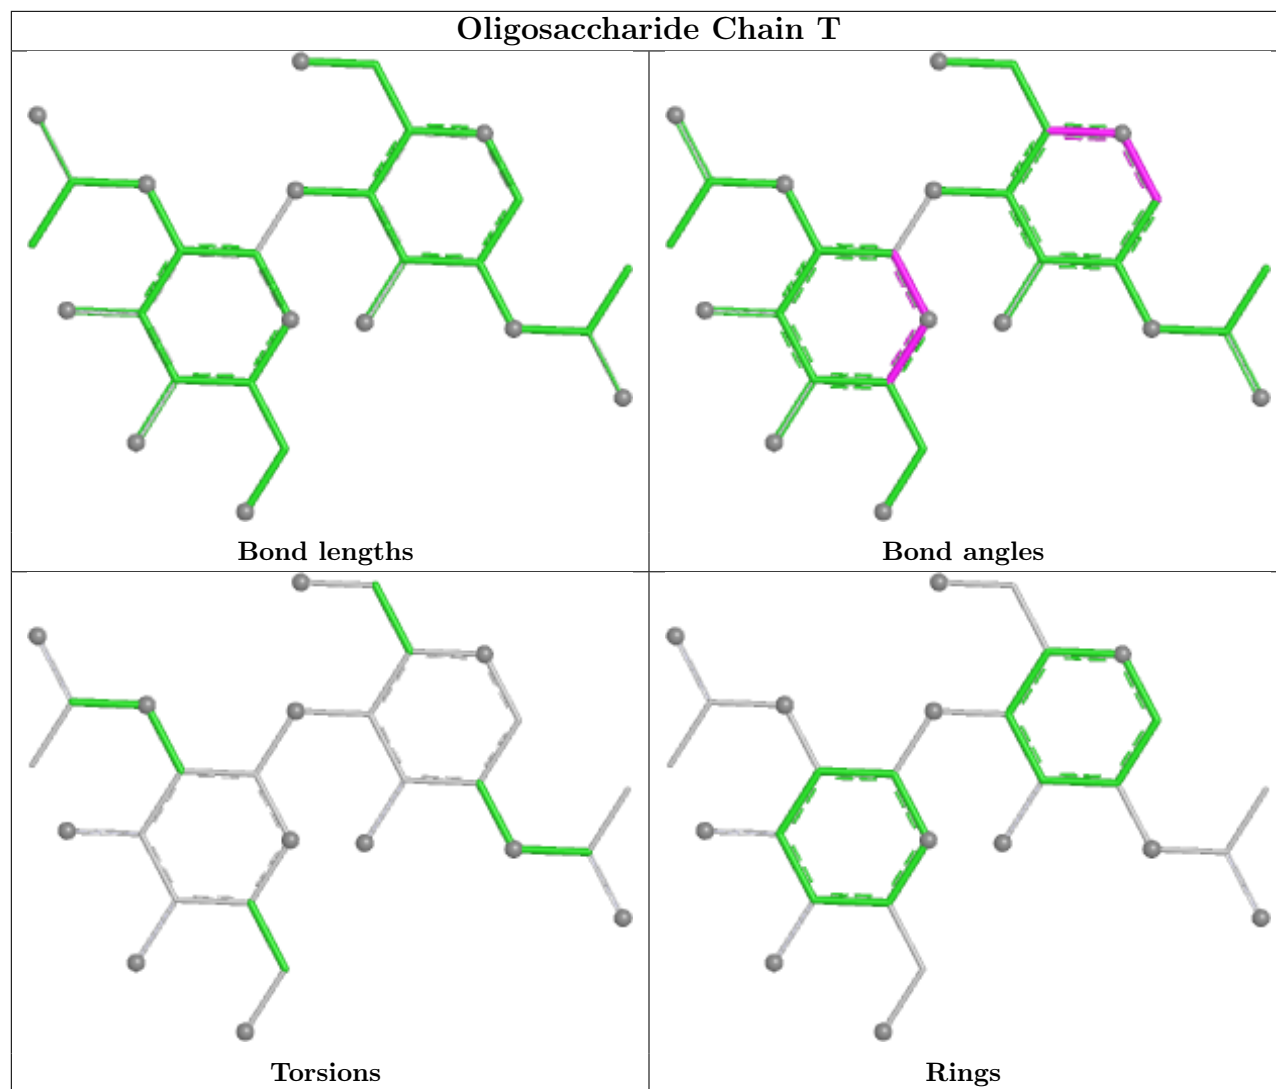 Oligosaccharide Chain T
Bond lengths
Bond angles
Torsions
Rings